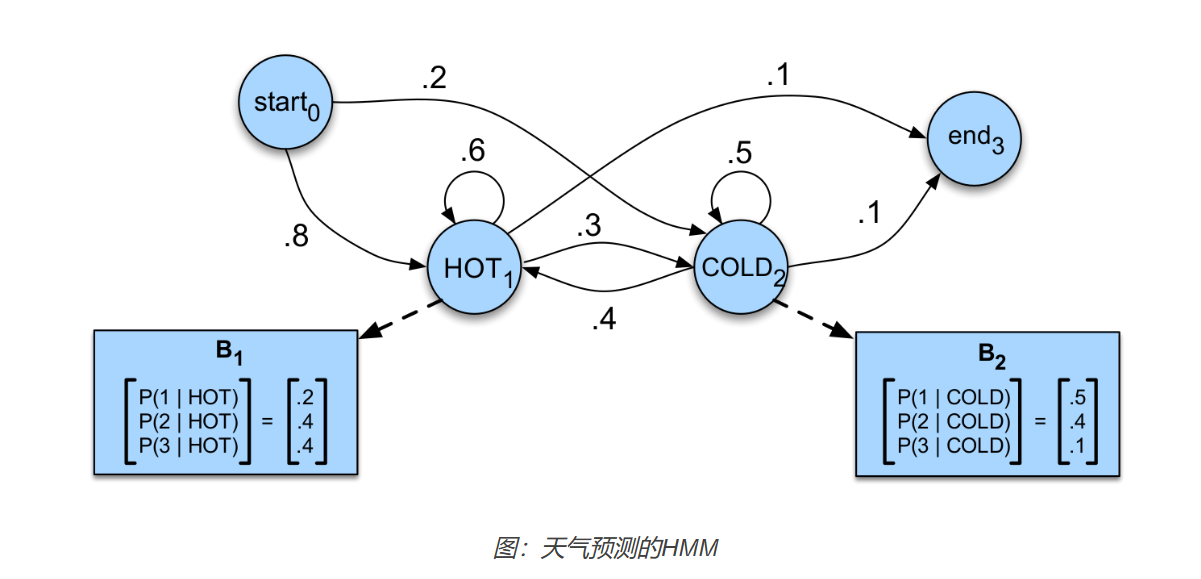 start0
.2
.1
end3
.6
.5
.8
.3
.1
HOT1
COLD2
.4
B1
P(1 | HOT)
P(2 | HOT)
P(3 | HOT)
=
.2
.4
.4
B2
P(1 | COLD)
P(2 | COLD)
P(3 | COLD)
=
.5
.4
.1
图：天气预测的HMM